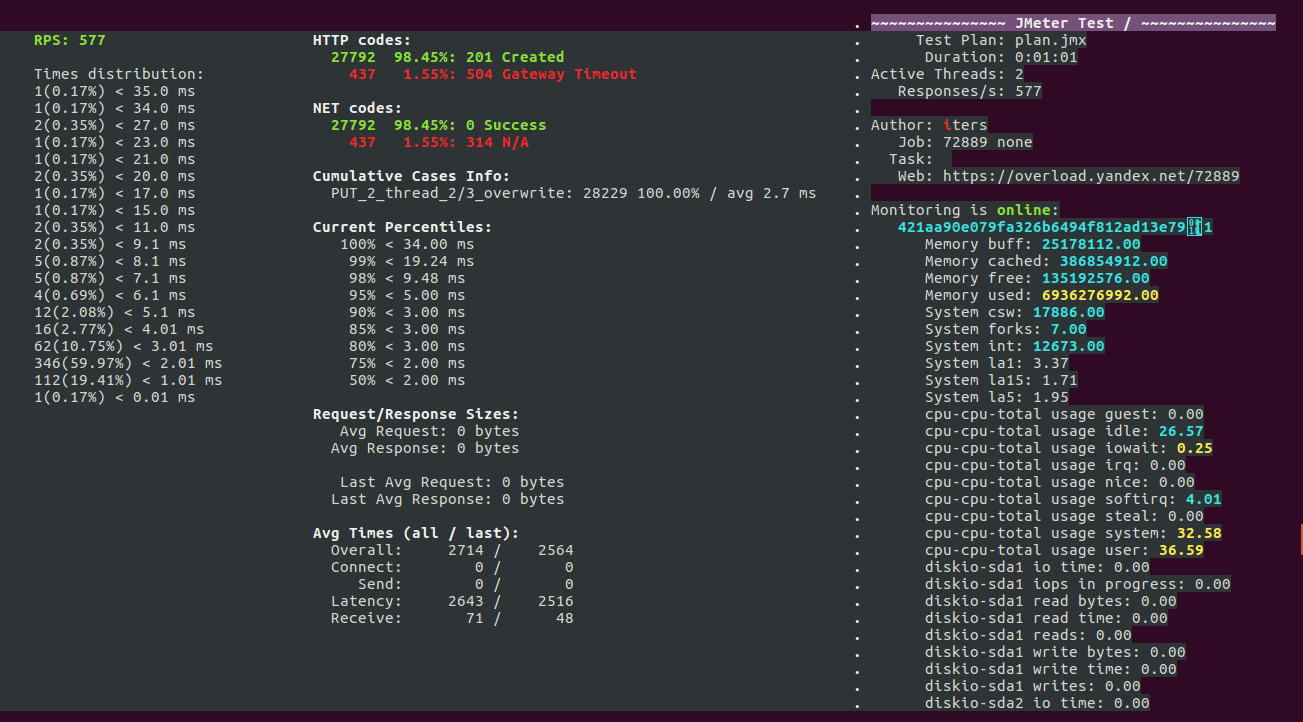 RPS: 577
Times distribution:
1(0.17%) < 35.0 ms
1(0.17%) < 34.0 ms
2(0.35%) < 27.0 ms
1(0.17%) < 23.0 ms
1(0.17%) < 21.0 ms
2(0.35%) < 20.0 ms
1(0.17%) < 17.0 ms
1(0.17%) < 15.0 ms
2(0.35%) < 11.0 ms
2(0.35%) < 9.1 ms
5(0.87%) < 8.1 ms
5(0.87%) < 7.1 ms
4(0.69%) < 6.1 ms
12(2.08%) < 5.1 ms
16(2.77%) < 4.01 ms
62(10.75%) < 3.01 ms
346(59.97%) < 2.01 ms
112(19.41%) < 1.01 ms
1(0.17%) < 0.01 ms
HTTP codes:
27792 98.45%: 201 Created
437 1.55%: 504 Gateway Timeout
NET codes:
27792 98.45%: 0 Success
437 1.55%: 314 N/A
Cumulative Cases Info:
PUT_2_thread_2/3_overwrite: 28229 100.00% / avg 2.7 ms
Current Percentiles:
100% < 34.00 ms
99% < 19.24 ms
98% < 9.48 ms
95% < 5.00 ms
90% < 3.00 ms
85% < 3.00 ms
80% < 3.00 ms
75% < 2.00 ms
50% < 2.00 ms
Request/Response Sizes:
Avg Request: 0 bytes
Avg Response: 0 bytes
Last Avg Request: 0 bytes
Last Avg Response: 0 bytes
Avg Times (all / last):
Overall: 2714 / 2564
Connect: 0 / 0
Send: 0 / 0
Latency: 2643 / 2516
Receive: 71 / 48
~~~~~~~~~~~~~~~ JMeter Test / ~~~~~~~~~~~~~~~
Test Plan: plan.jmx
Duration: 0:01:01
Active Threads: 2
Responses/s: 577
Author: iters
Job: 72889 none
Task:
Web: https://overload.yandex.net/72889
Monitoring is online:
421aa90e079fa326b6494f812ad13e79 1
Memory buff: 25178112.00
Memory cached: 386854912.00
Memory free: 135192576.00
Memory used: 6936276992.00
System csw: 17886.00
System forks: 7.00
System int: 12673.00
System la1: 3.37
System la15: 1.71
System la5: 1.95
cpu-cpu-total usage guest: 0.00
cpu-cpu-total usage idle: 26.57
cpu-cpu-total usage iowait: 0.25
cpu-cpu-total usage irq: 0.00
cpu-cpu-total usage nice: 0.00
cpu-cpu-total usage softirq: 4.01
cpu-cpu-total usage steal: 0.00
cpu-cpu-total usage system: 32.58
cpu-cpu-total usage user: 36.59
diskio-sda1 io time: 0.00
diskio-sda1 iops in progress: 0.00
diskio-sda1 read bytes: 0.00
diskio-sda1 read time: 0.00
diskio-sda1 reads: 0.00
diskio-sda1 write bytes: 0.00
diskio-sda1 write time: 0.00
diskio-sda1 writes: 0.00
diskio-sda2 io time: 0.00